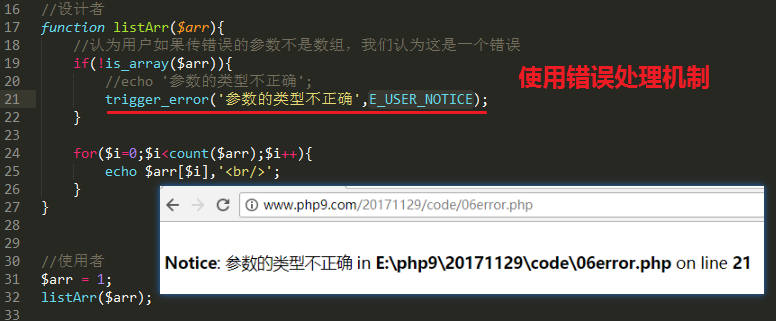 16 //设计者
17 function listArr($arr){
18 //认为用户如果传错误的参数不是数组，我们认为这是一个错误
19 if(!is_array($arr)){
20 //echo '参数的类型不正确';
21 trigger_error('参数的类型不正确',E_USER_NOTICE);
使用错误处理机制
22 }
23
24 for($i=0;$i<count($arr);$i++){
25 echo $arr[$i],'<br/>';
26 }
27 }
28
29
30 //使用者
31 $arr = 1;
32 listArr($arr);
33
www.php9.com/20171129/code/06error.php
Notice: 参数的类型不正确 in E:\php9\20171129\code\06error.php on line 21